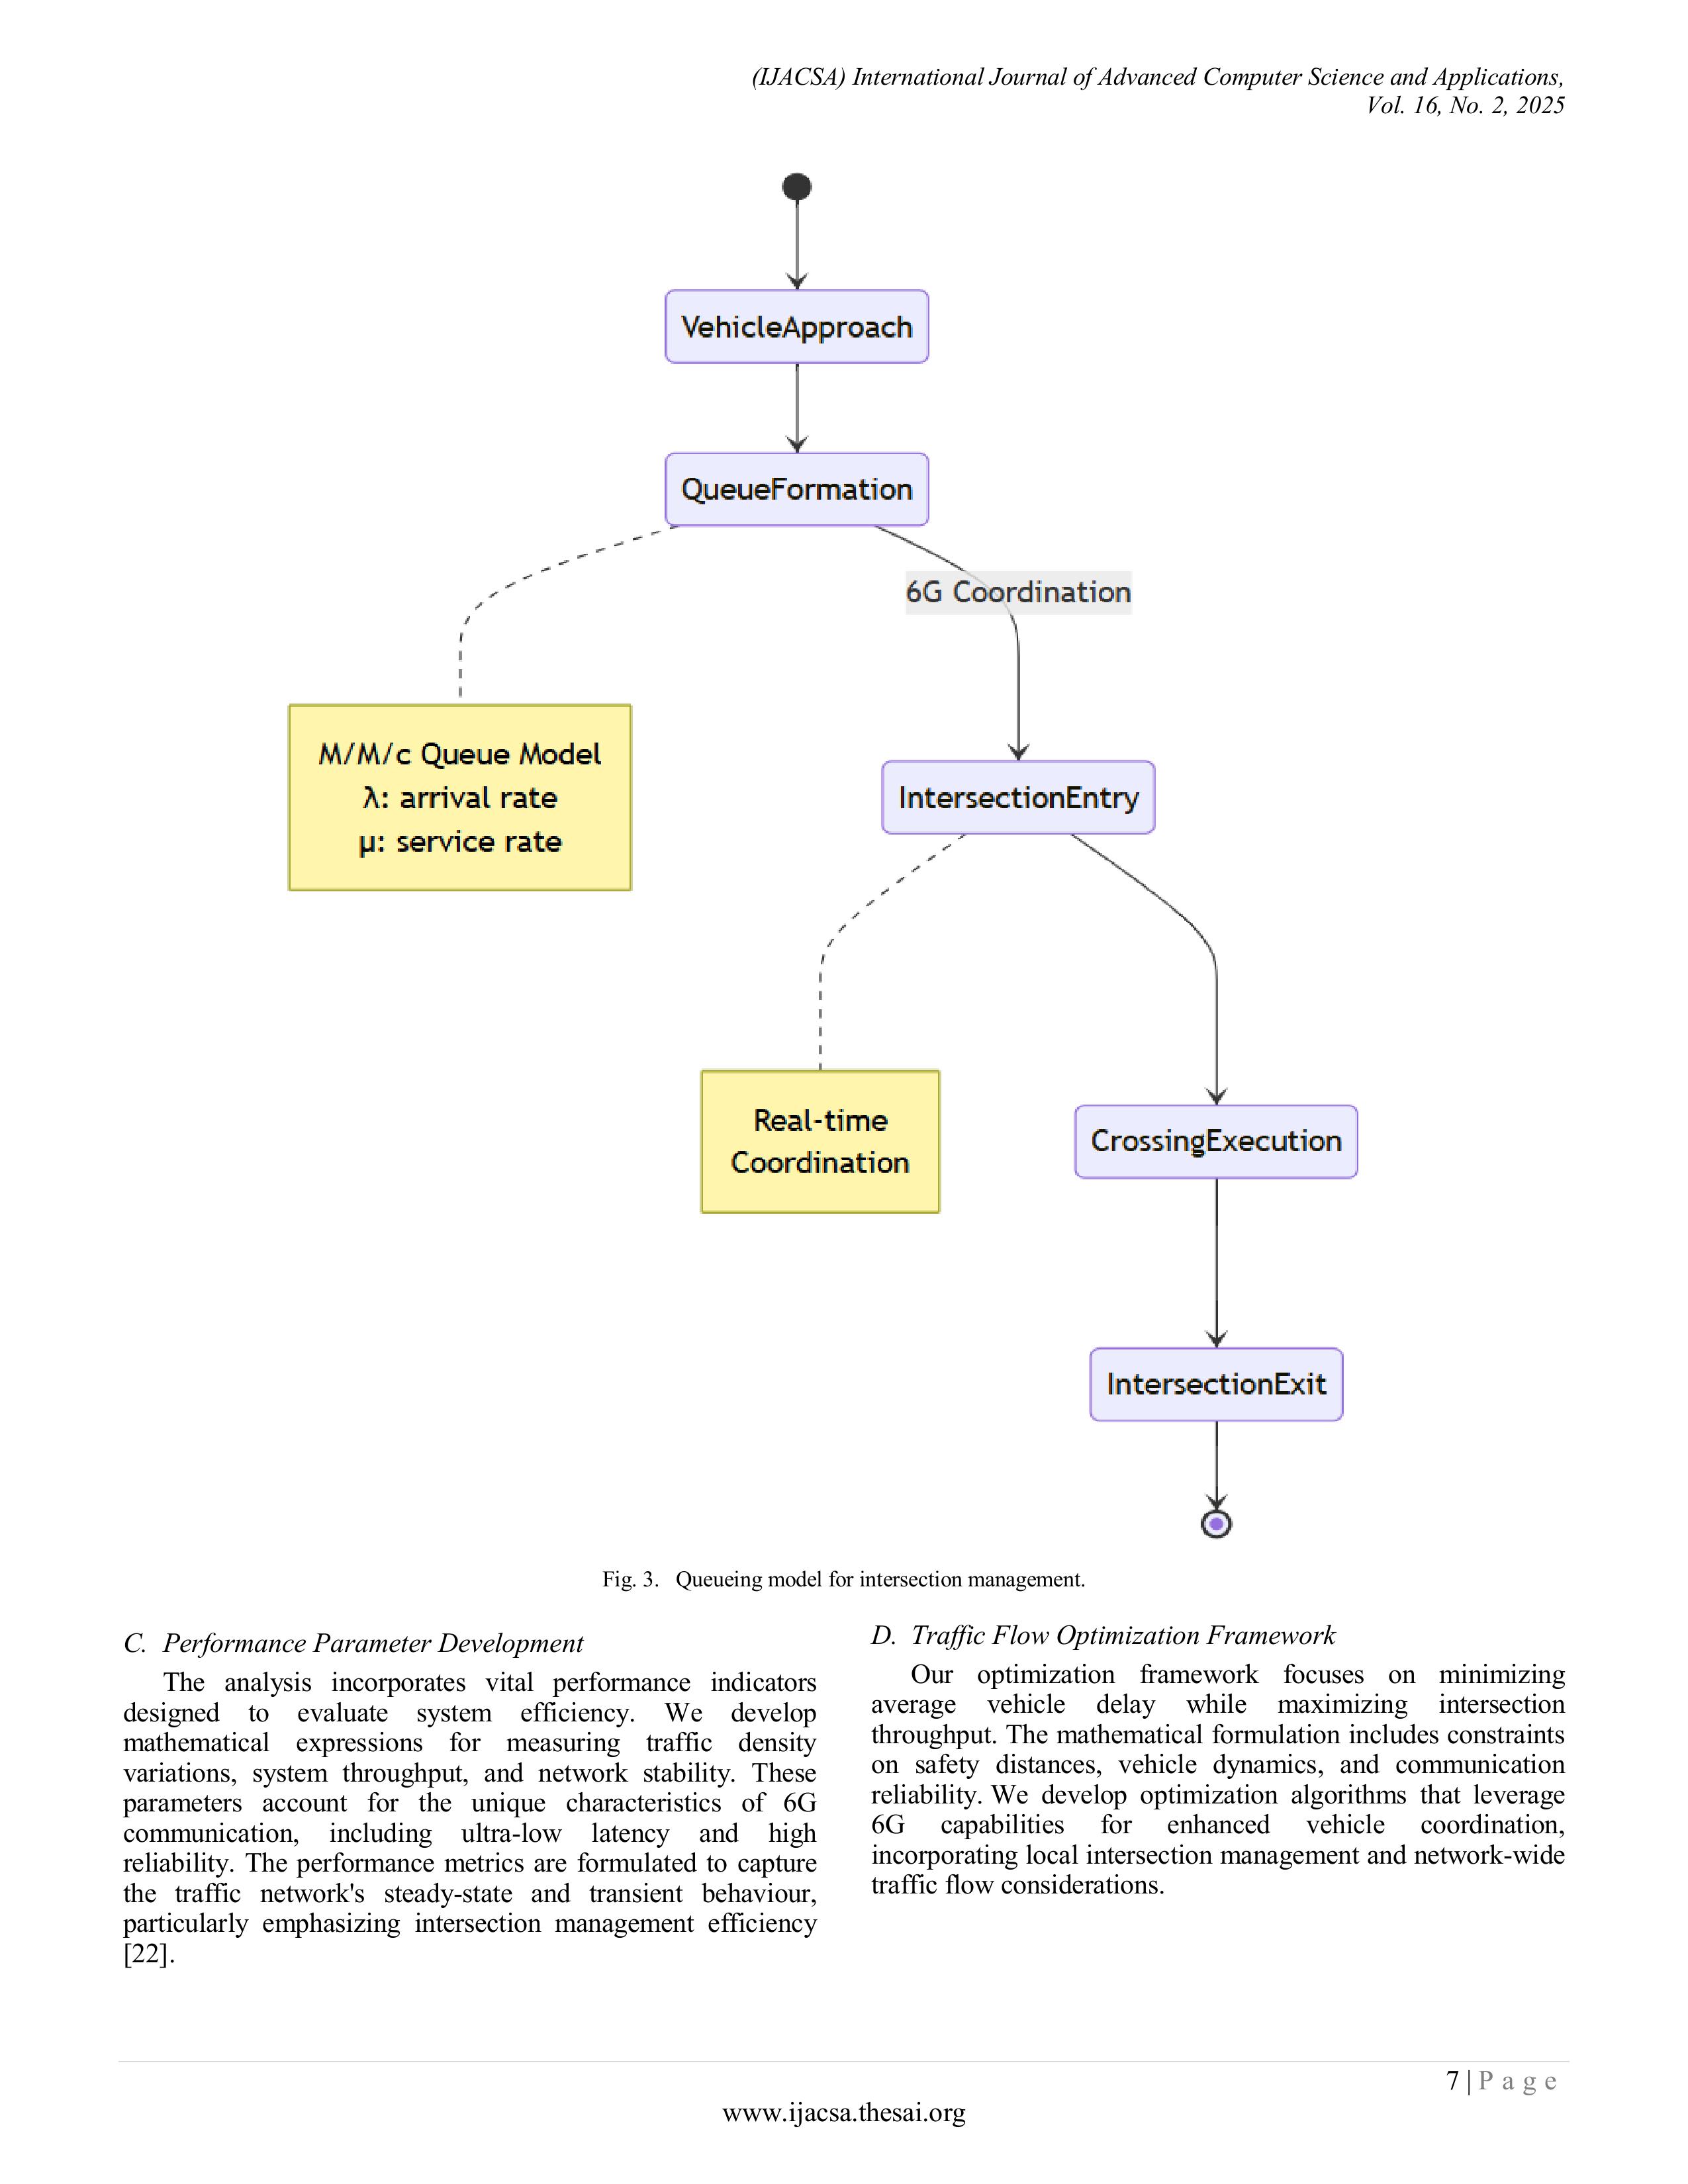 (IJACSA) International Journal of Advanced Computer Science and Applications,
Vol. 16, No. 2, 2025
VehicleApproach
QueueFormation
6G Coordination
M/M/c Queue Model
λ: arrival rate
μ: service rate
IntersectionEntry
Real-time
Coordination
CrossingExecution
IntersectionExit
Fig. 3. Queueing model for intersection management.
C. Performance Parameter Development
The analysis incorporates vital performance indicators
designed to evaluate system efficiency. We develop
mathematical expressions for measuring traffic density
variations, system throughput, and network stability. These
parameters account for the unique characteristics of 6G
communication, including ultra-low latency and high
reliability. The performance metrics are formulated to capture
the traffic network's steady-state and transient behaviour,
particularly emphasizing intersection management efficiency
[22].
D. Traffic Flow Optimization Framework
Our optimization framework focuses on minimizing
average vehicle delay while maximizing intersection
throughput. The mathematical formulation includes constraints
on safety distances, vehicle dynamics, and communication
reliability. We develop optimization algorithms that leverage
6G capabilities for enhanced vehicle coordination,
incorporating local intersection management and network-wide
traffic flow considerations.
7 | Page
www.ijacsa.thesai.org